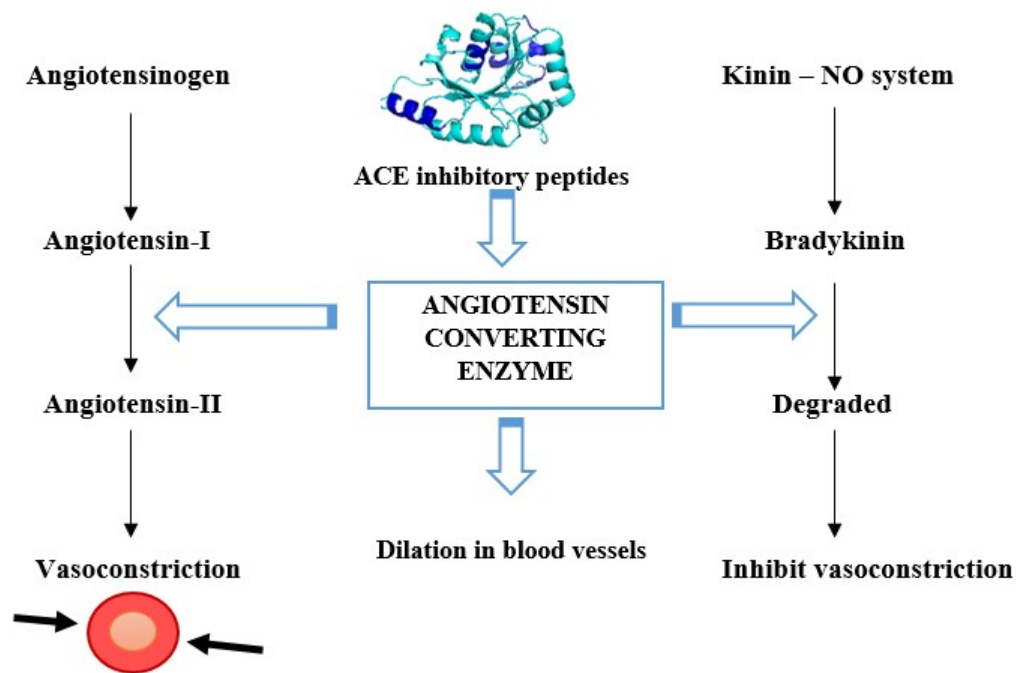 Angiotensinogen
Kinin – NO system
ACE inhibitory peptides
Angiotensin-I
Bradykinin
ANGIOTENSIN
CONVERTING
ENZYME
Angiotensin-II
Degraded
Dilation in blood vessels
Vasoconstriction
Inhibit vasoconstriction